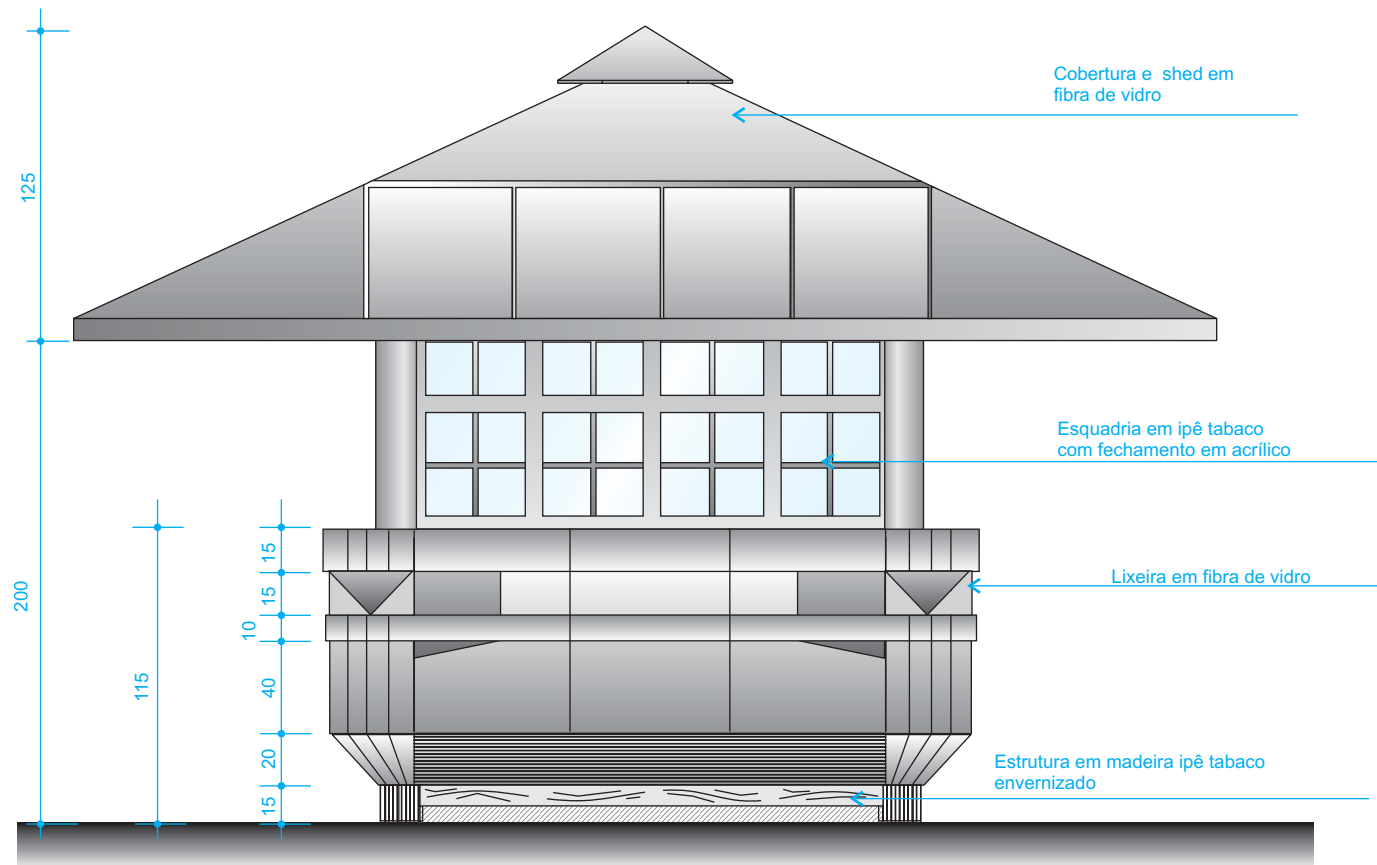 Cobertura e shed em
fibra de vidro
125
Esquadria em ipê tabaco
com fechamento em acrílico
200
115
15
15
10
40
20
15
Lixeira em fibra de vidro
Estrutura em madeira ipê tabaco
envernizado